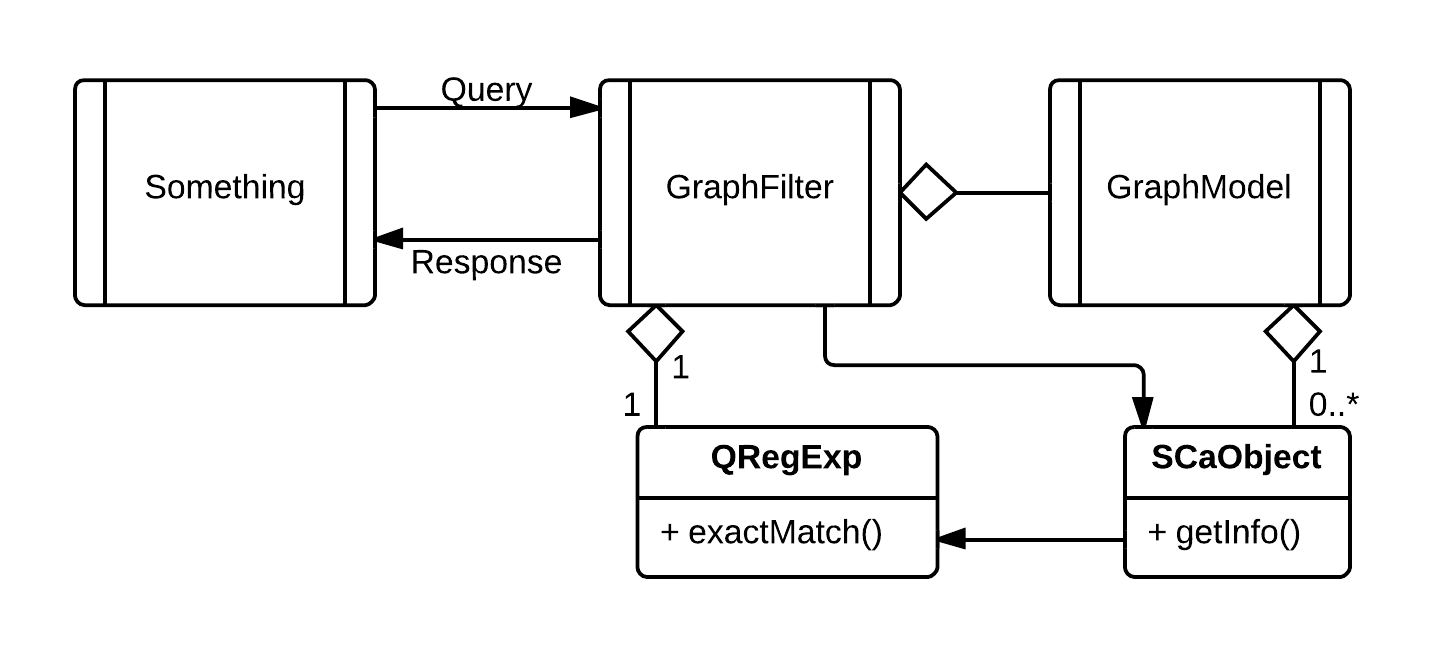 Query
Something
GraphFilter
GraphModel
Response
1
1
1
0..*
QRegExp
+ exactMatch()
SCaObject
+ getInfo()